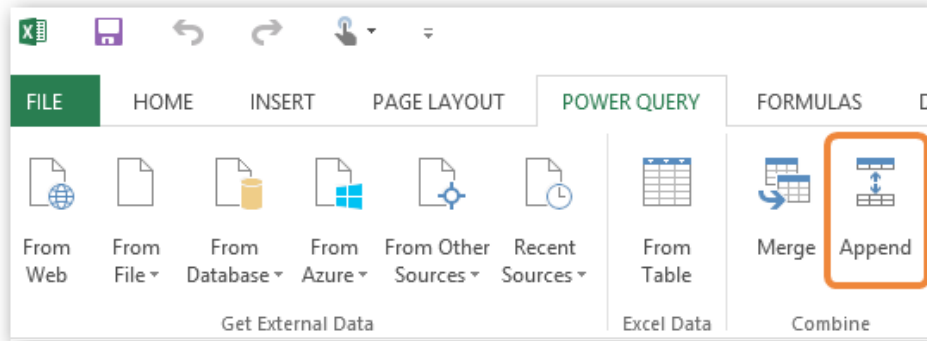 FILE HOME INSERT PAGE LAYOUT POWER QUERY FORMULAS
From From From From From Other Recent From Merge Append
Web File Database Azure Sources Sources Table
Get External Data Excel Data Combine